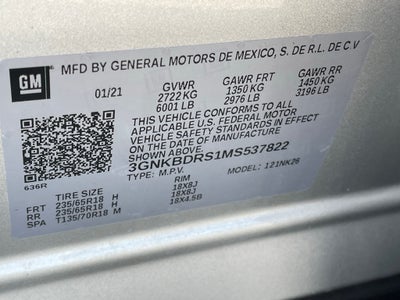 GM
MFD BY GENERAL MOTORS DE MEXICO, S. DE R.L. DE C.V
01/21 GVWR GAWR FRT GAWR RR
2722 KG 1350 KG 1450 KG
6001 LB 2976 LB 3196 LB
THIS VEHICLE CONFORMS TO ALL
APPLICABLE U.S. FEDERAL MOTOR
VEHICLE SAFETY STANDARDS IN EFFECT
ON THE DATE OF MANUFACTURE
SHOWN ABOVE.
3GNKBDRS1MS537822
TYPE: M.P.V. MODEL: 121NK26
636R
TIRE SIZE RIM
FRT 235/65R18 H 18X8J
RR 235/65R18 H 18X8J
SPA T135/70R18 M 18X4.5B